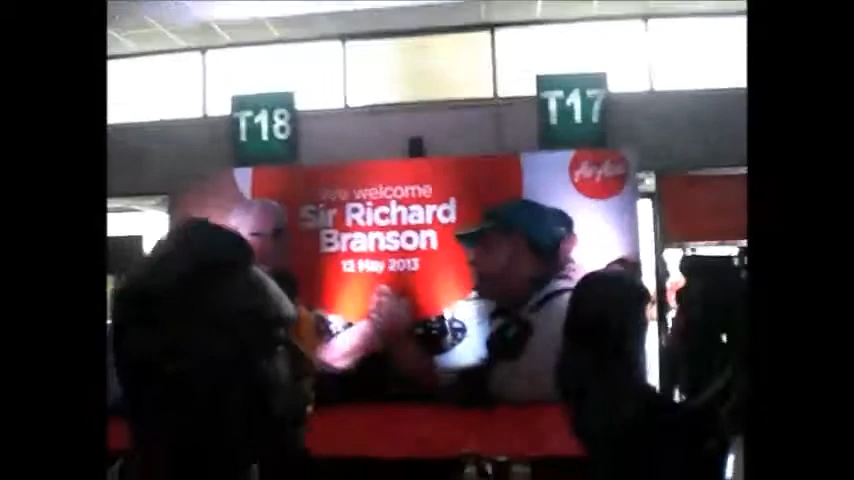 T18
T17
AirAsia
We welcome
Sir Richard
Branson
12 May 2013